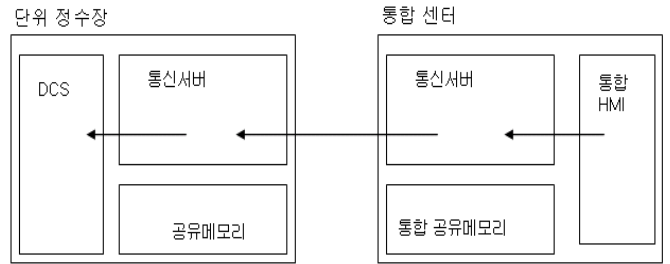 단위 정수장
통합 센터
DCS
통신서버
통신서버
통합
HMI
공유메모리
통합 공유메모리